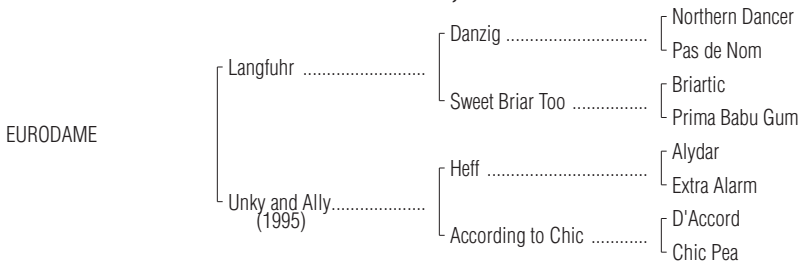 Northern Dancer
Danzig ..............................
Pas de Nom
Langfuhr ..........................
Briartic
Sweet Briar Too ................
Prima Babu Gum
EURODAME
Alydar
Heff ..................................
Extra Alarm
Unky and Ally....................
(1995)
D'Accord
According to Chic ............
Chic Pea